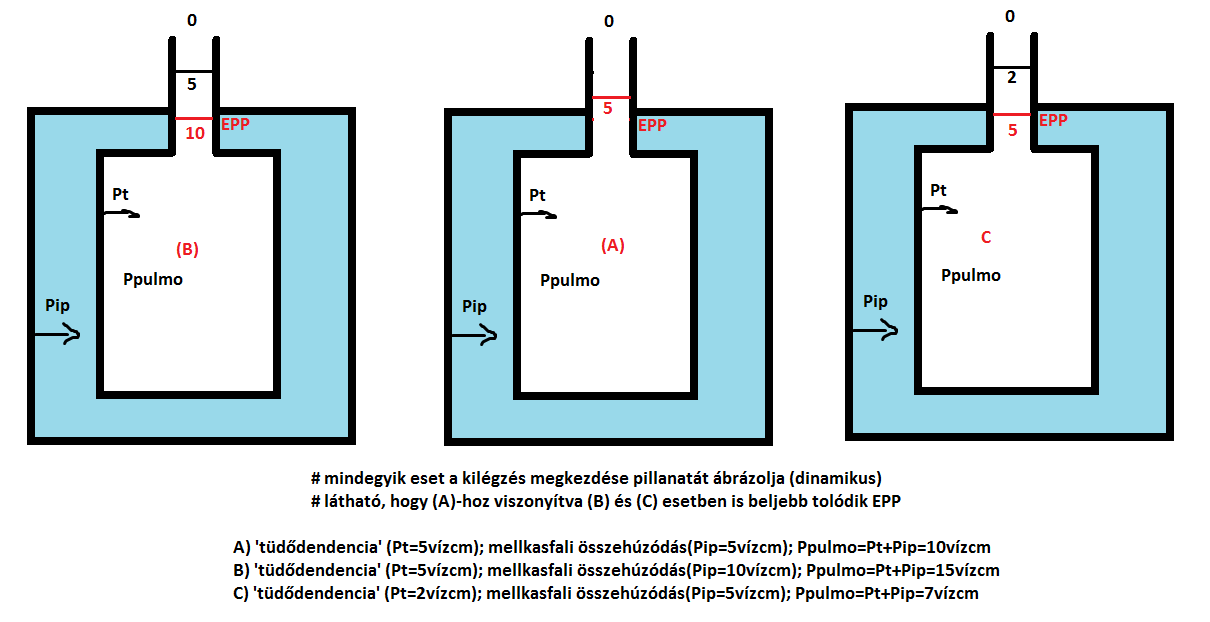 0
5
10
EPP
Pt
(B)
Ppulmo
Pip
0
5
EPP
Pt
(A)
Ppulmo
Pip
0
2
5
EPP
Pt
C
Ppulmo
Pip
# mindegyik eset a kilégzés megkezdése pillanatát ábrázolja (dinamikus)
# látható, hogy (A)-hoz viszonyítva (B) és (C) esetben is beljebb tolódik EPP
A) 'tüdődendencia' (Pt=5vízcm); mellkasfali összehúzódás(Pip=5vízcm); Ppulmo=Pt+Pip=10vízcm
B) 'tüdődendencia' (Pt=5vízcm); mellkasfali összehúzódás(Pip=10vízcm); Ppulmo=Pt+Pip=15vízcm
C) 'tüdődendencia' (Pt=2vízcm); mellkasfali összehúzódás(Pip=5vízcm); Ppulmo=Pt+Pip=7vízcm